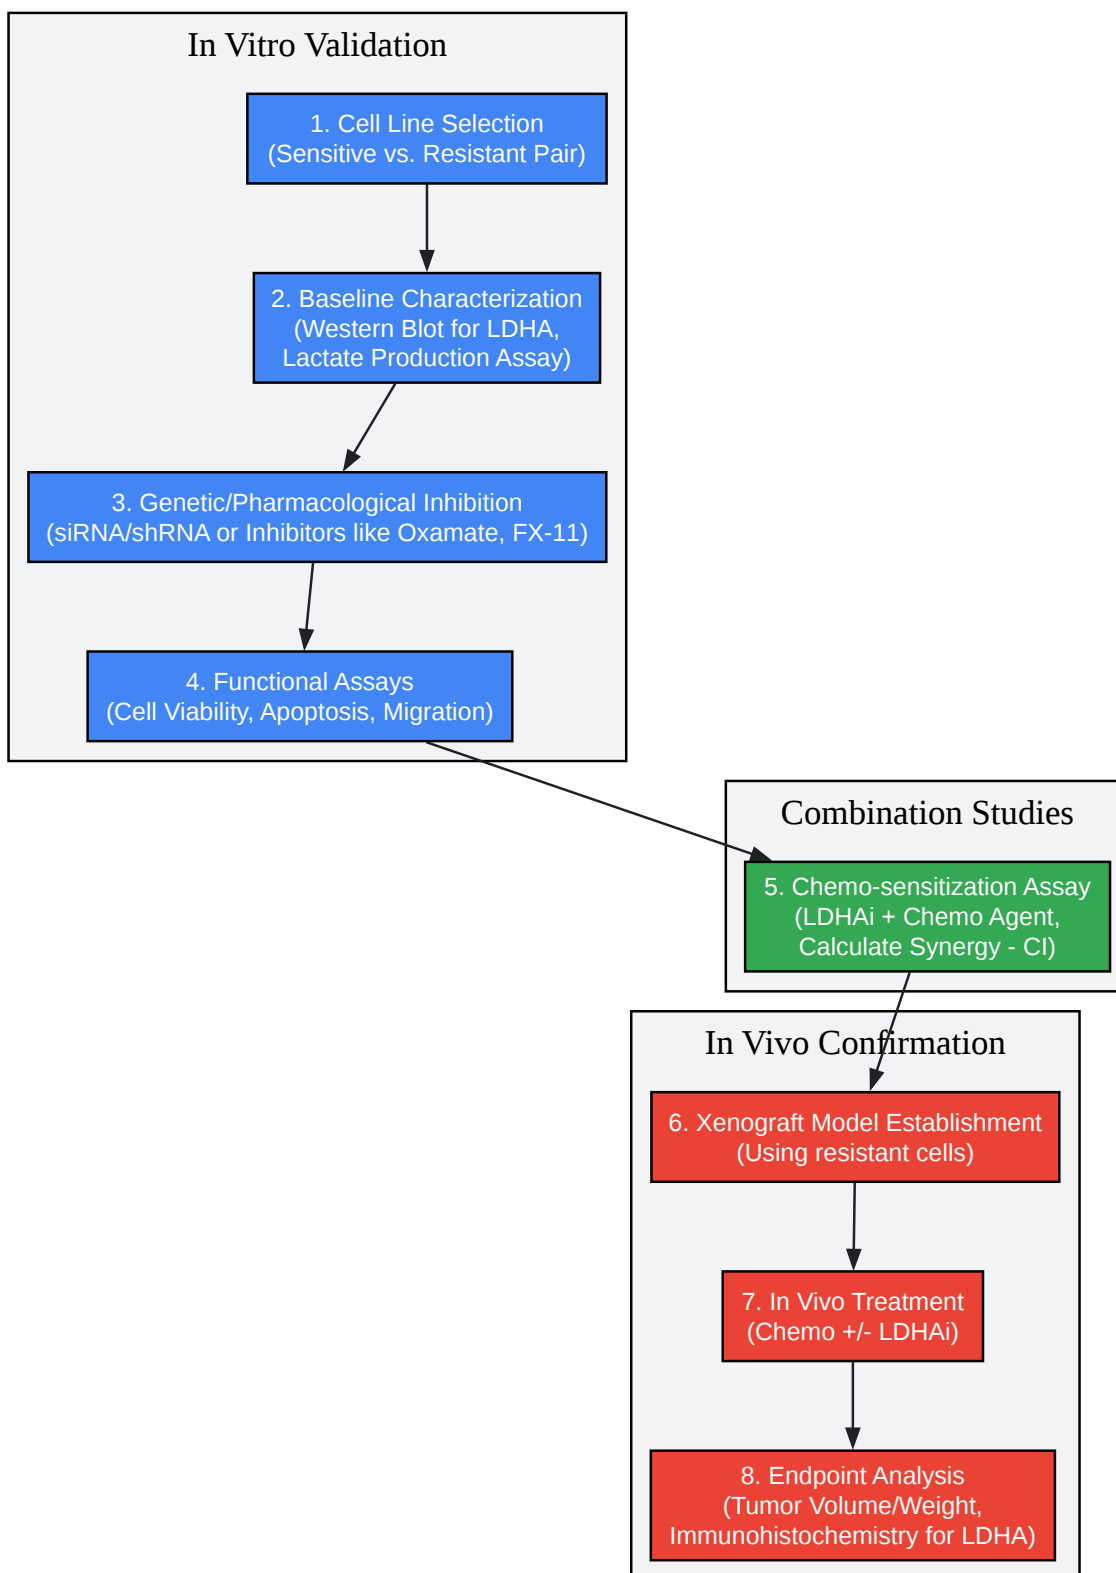 In Vitro Validation
1. Cell Line Selection
(Sensitive vs. Resistant Pair)
2. Baseline Characterization
(Western Blot for LDHA,
Lactate Production Assay)
3. Genetic/Pharmacological Inhibition
(siRNA/shRNA or Inhibitors like Oxamate, FX-11)
4. Functional Assays
(Cell Viability, Apoptosis, Migration)
Combination Studies
5. Chemo-sensitization Assay
(LDHAi + Chemo Agent,
Calculate Synergy - CI)
In Vivo Confirmation
6. Xenograft Model Establishment
(Using resistant cells)
7. In Vivo Treatment
(Chemo +/- LDHAi)
8. Endpoint Analysis
(Tumor Volume/Weight,
Immunohistochemistry for LDHA)